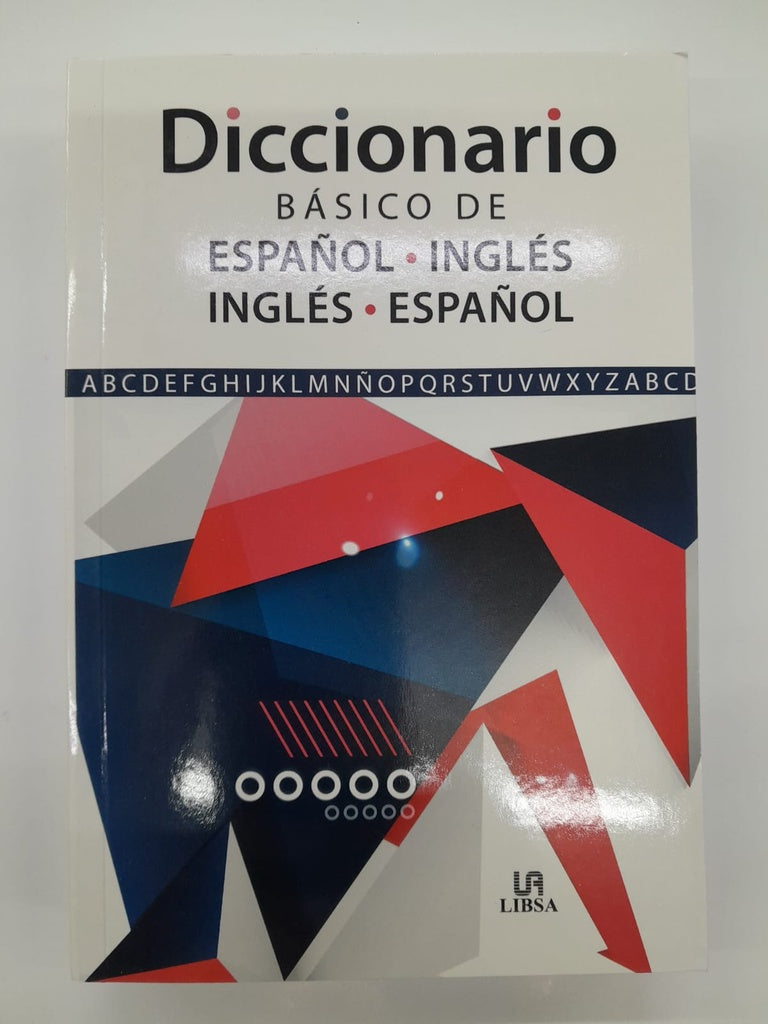 Diccionario
BÁSICO DE
ESPAÑOL • INGLÉS
INGLÉS • ESPAÑOL
ABCDEFGHIJKLMNÑOPQRSTUVWXYZABCD
LIBSA